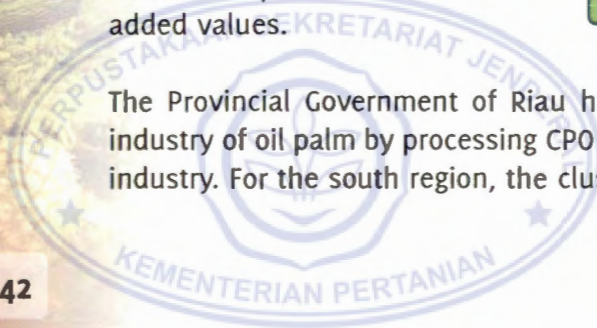 added values.
PERPUSTAKAAN SEKRETARIAT JENDERAL
The Provincial Government of Riau h
industry of oil palm by processing CPO
industry. For the south region, the clu
KEMENTERIAN PERTANIAN
42